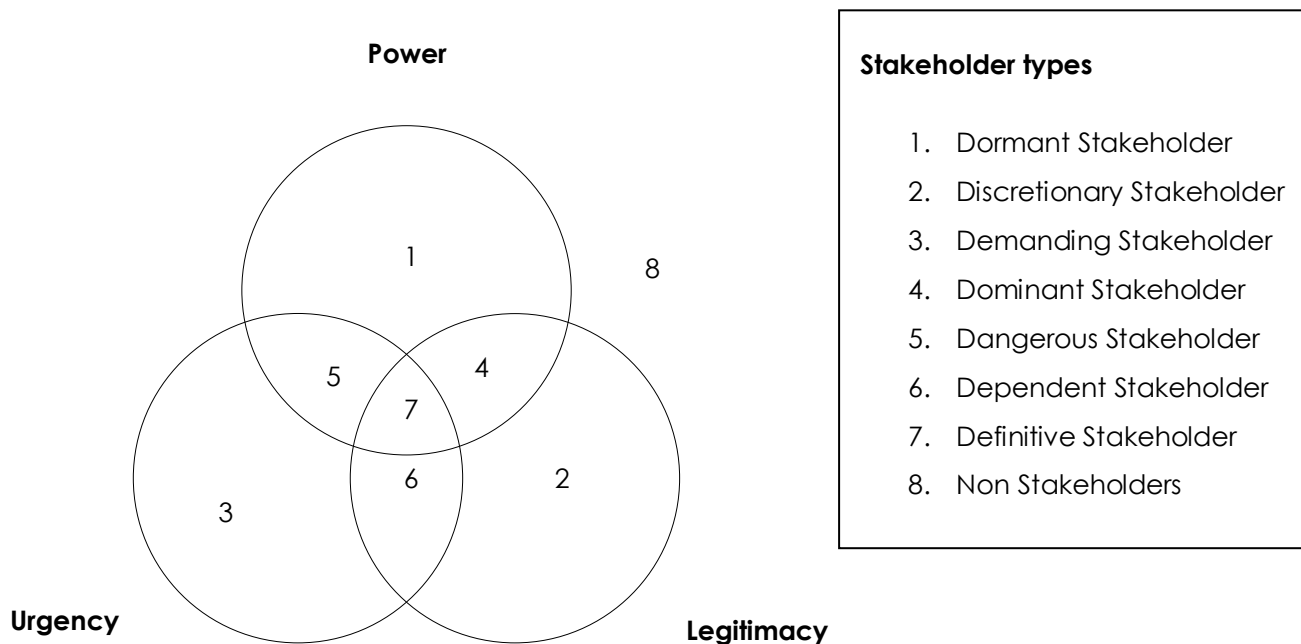 Power
1
8
5
4
7
6
2
3
Urgency
Legitimacy
Stakeholder types
1. Dormant Stakeholder
2. Discretionary Stakeholder
3. Demanding Stakeholder
4. Dominant Stakeholder
5. Dangerous Stakeholder
6. Dependent Stakeholder
7. Definitive Stakeholder
8. Non Stakeholders